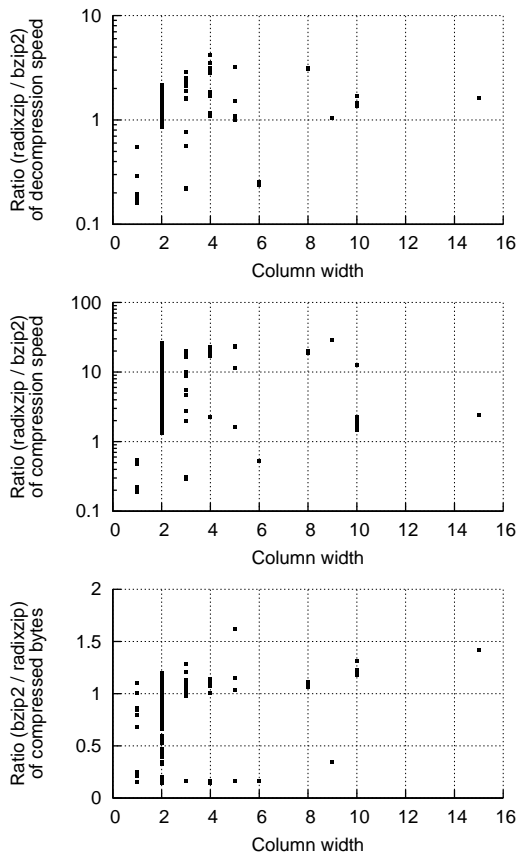 Ratio (radixzip / bzip2)
of decompression speed
10
1
0.1
0 2 4 6 8 10 12 14 16
Column width
Ratio (radixzip / bzip2)
of compression speed
100
10
1
0.1
0 2 4 6 8 10 12 14 16
Column width
Ratio (bzip2 / radixzip)
of compressed bytes
2
1.5
1
0.5
0
0 2 4 6 8 10 12 14 16
Column width